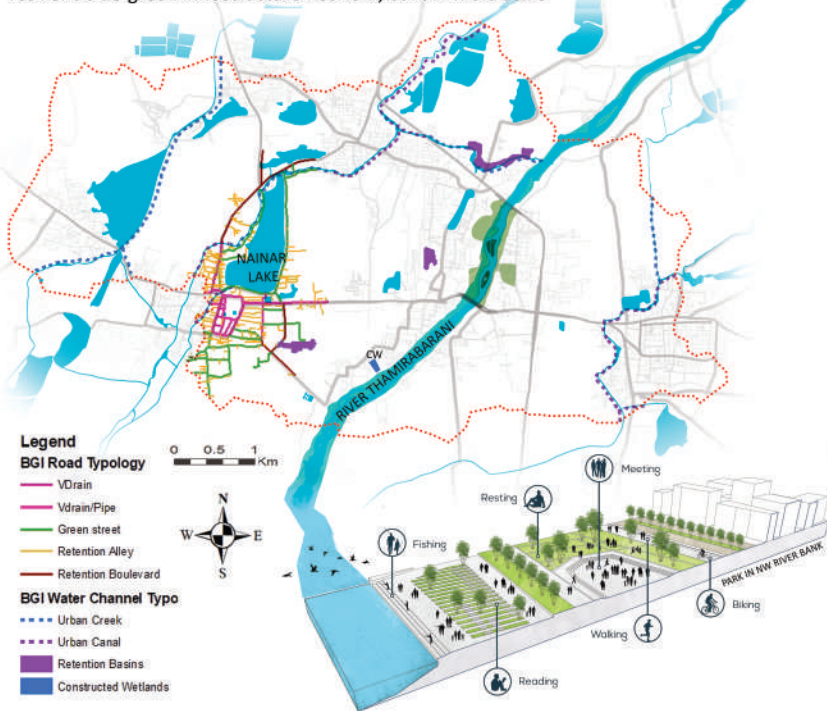 NAINAR
LAKE
CW
RIVER THAMIRABARANI
Legend
BGI Road Typology
VDrain
Vdrain/Pipe
Green street
Retention Alley
Retention Boulevard
BGI Water Channel Typo
Urban Creek
Urban Canal
Retention Basins
Constructed Wetlands
0 0.5 1
Km
N
W E
S
Meeting
Resting
Fishing
PARK IN NW RIVER BANK
Biking
Walking
Reading